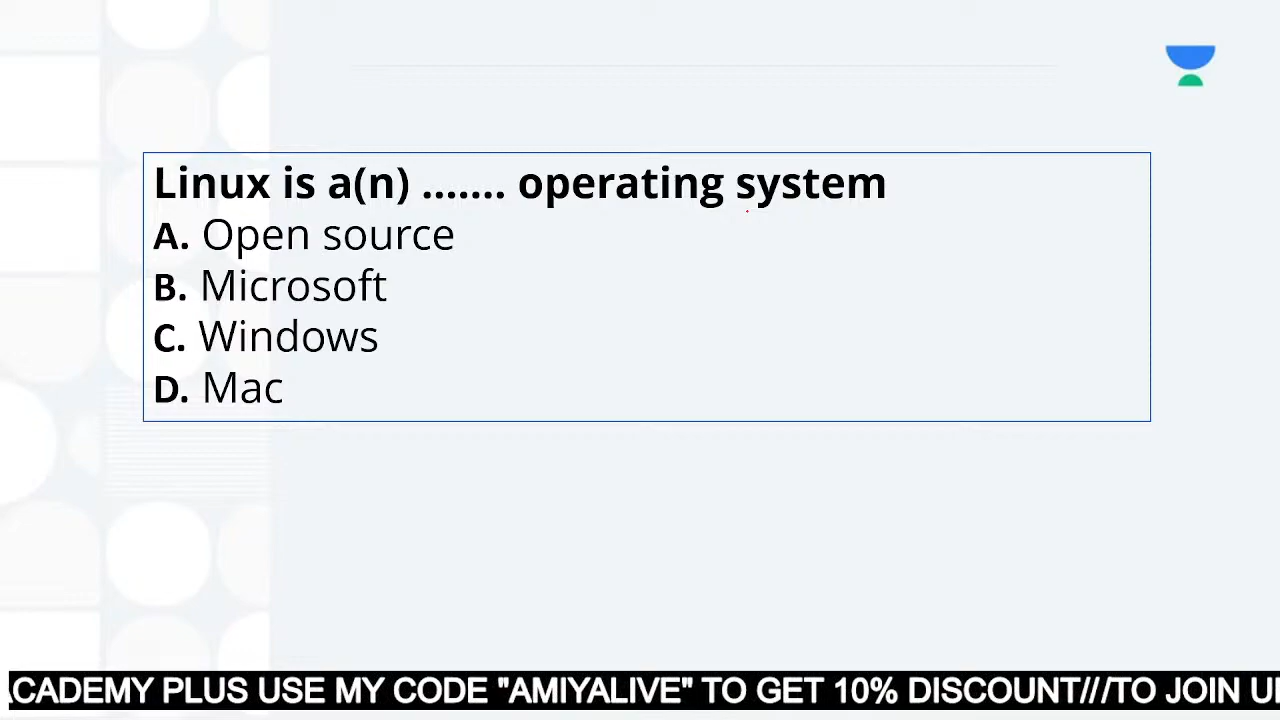 Linux is a(n) ....... operating system
A. Open source
B. Microsoft
C. Windows
D. Mac
CADEMY PLUS USE MY CODE "AMIYALIVE" TO GET 10% DISCOUNT///TO JOIN